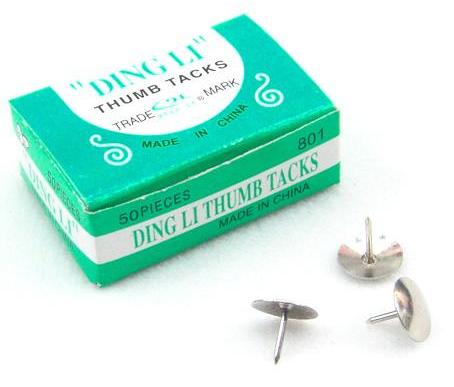 "DING LI"
THUMB TACKS
TRADE ® MARK
MADE IN CHINA
50PIECES 801
DING LI THUMB TACKS
MADE IN CHINA
DING LI"